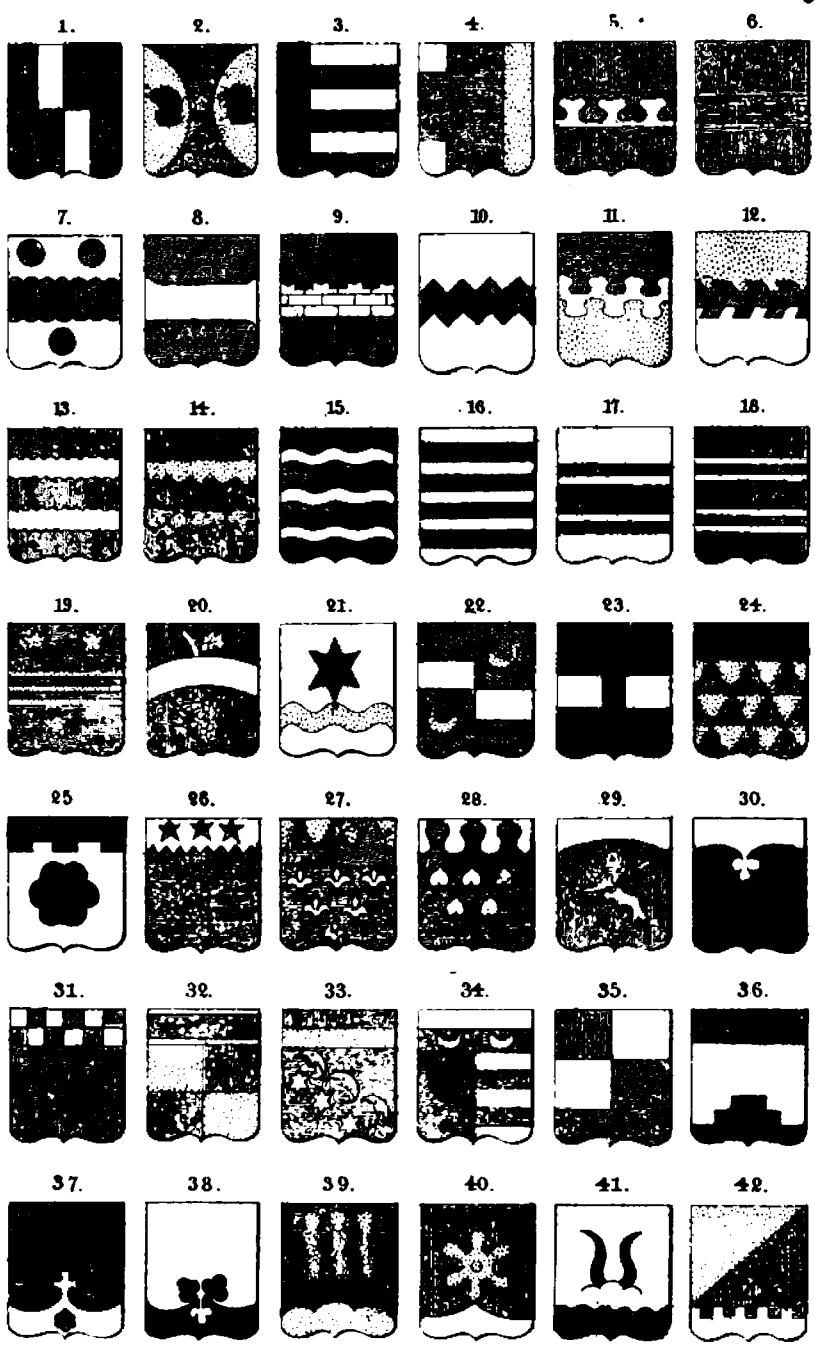 1. 2. 3. 4. 5. 6.
7. 8. 9. 10. 11. 12.
13. 14. 15. 16. 17. 18.
19. 20. 21. 22. 23. 24.
25 26. 27. 28. 29. 30.
31. 32. 33. 34. 35. 36.
37. 38. 39. 40. 41. 42.